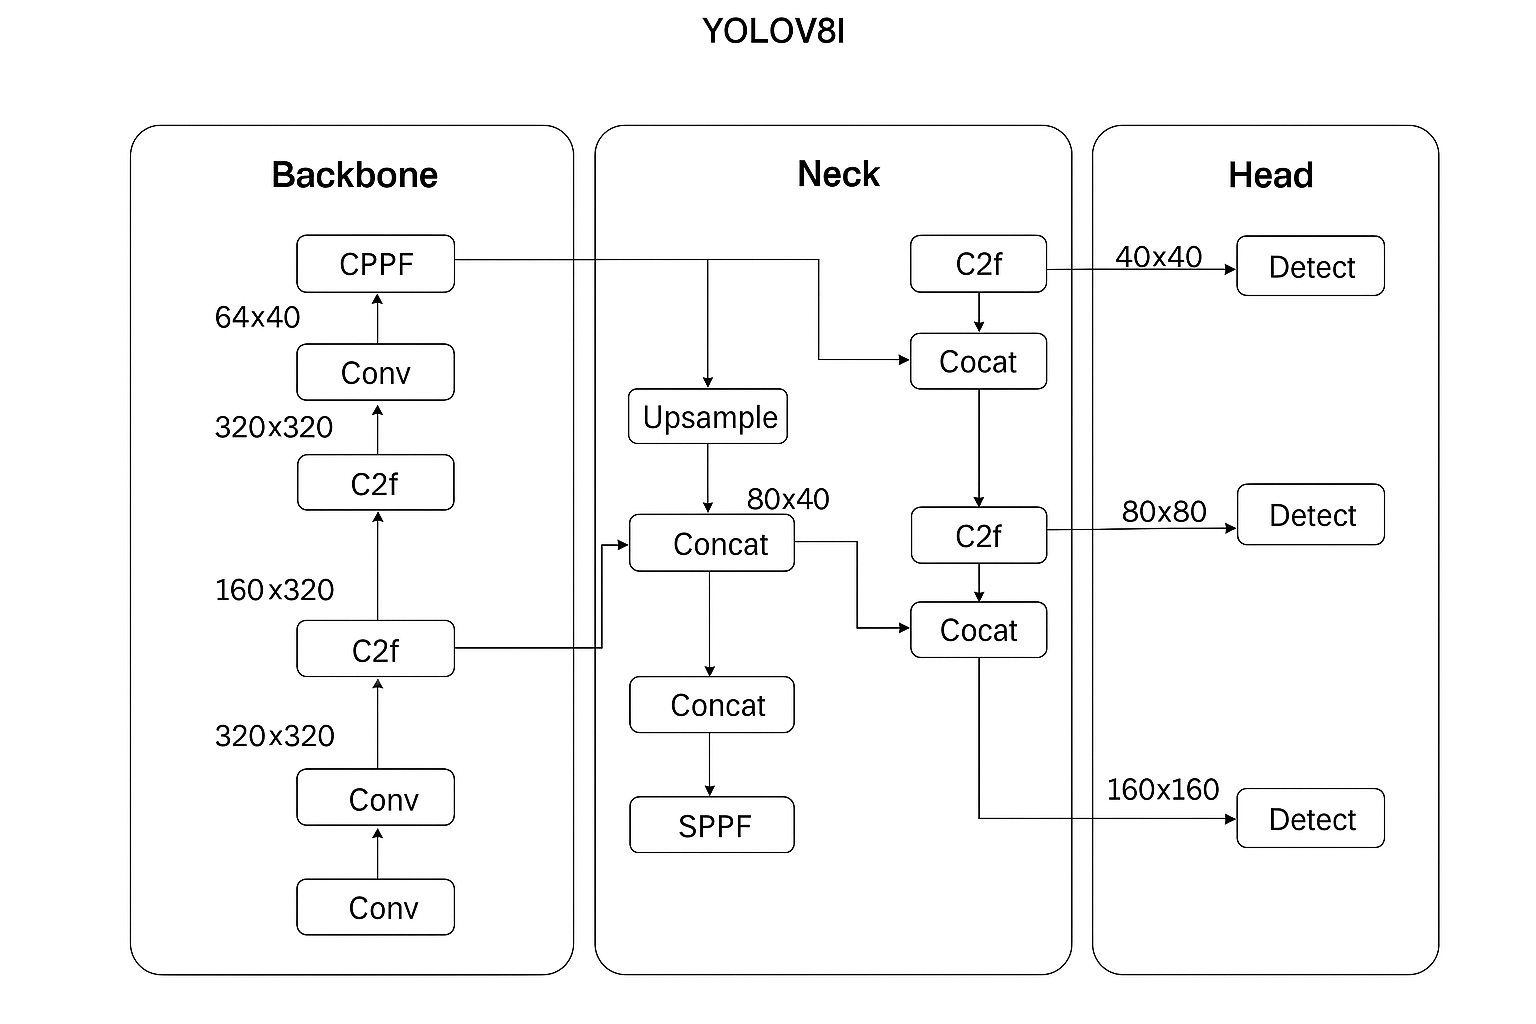 YOLOV8l
Backbone
CPPF
64x40
Conv
320x320
C2f
160x320
C2f
320x320
Conv
Conv
Neck
Upsample
80x40
Concat
Concat
SPPF
C2f
Cocat
C2f
Cocat
Head
40x40
Detect
80x80
Detect
160x160
Detect